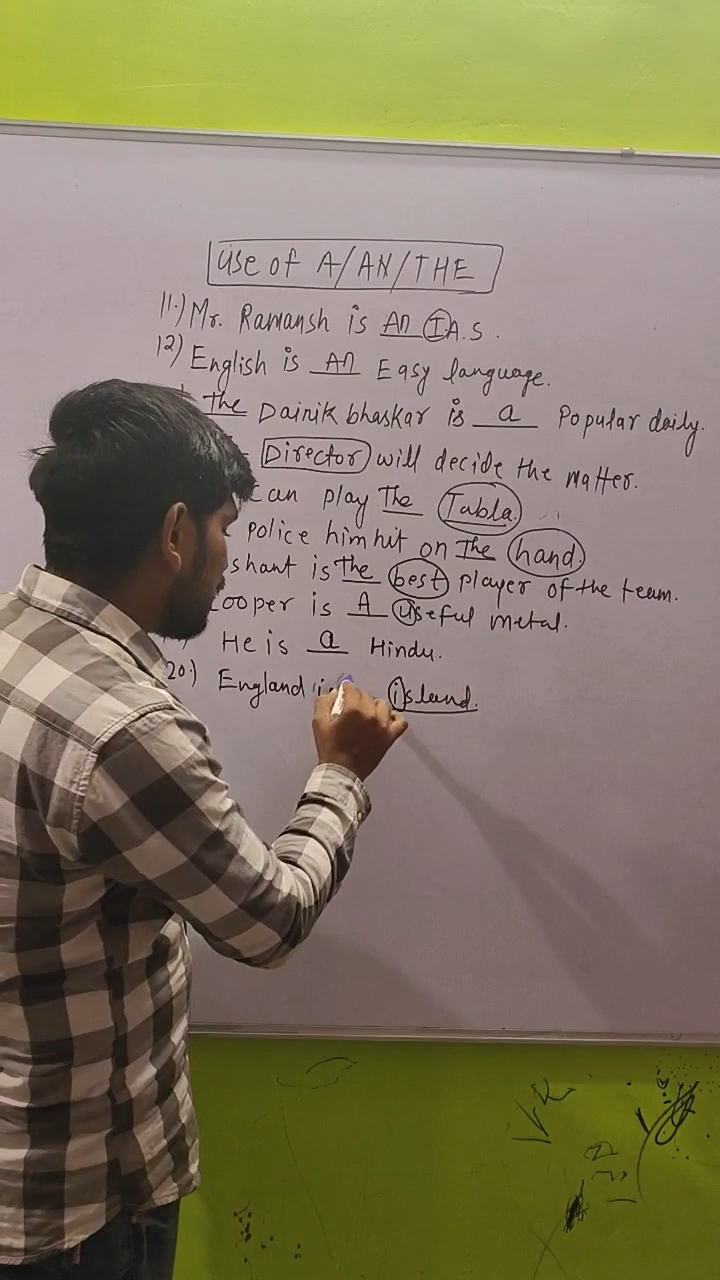 Use of A/AN/THE
11.) Mr. Ramansh is An I.A.S.
12) English is An Easy language.
the Dainik bhaskar is a Popular daily.
Director will decide the matter.
an play The Tabla.
police him hit on The hand.
shant is the best player of the team.
ooper is A useful metal.
He is a Hindu.
20.) England island.